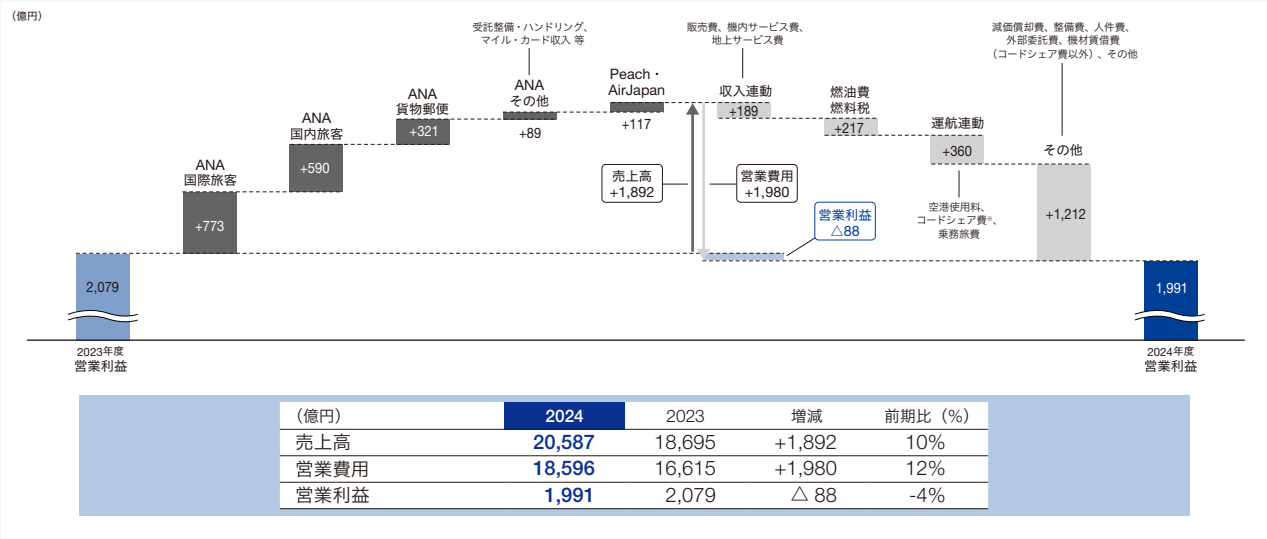 (億円)
受託整備・ハンドリング、
マイル・カード収入 等
販売費、機内サービス費、
地上サービス費
減価償却費、整備費、人件費、
外部委託費、機材賃借費
(コードシェア費以外)、その他
ANA
国際旅客
+773
ANA
国内旅客
+590
ANA
貨物郵便
+321
ANA
その他
+89
Peach・
AirJapan
+117
売上高
+1,892
営業費用
+1,980
営業利益
△88
収入連動
+189
燃油費
燃料税
+217
運航連動
+360
空港使用料、
コードシェア費※、
乗務旅費
その他
+1,212
2,079
2023年度
営業利益
1,991
2024年度
営業利益
(億円) 2024 2023 増減 前期比(%)
売上高 20,587 18,695 +1,892 10%
営業費用 18,596 16,615 +1,980 12%
営業利益 1,991 2,079 △ 88 -4%